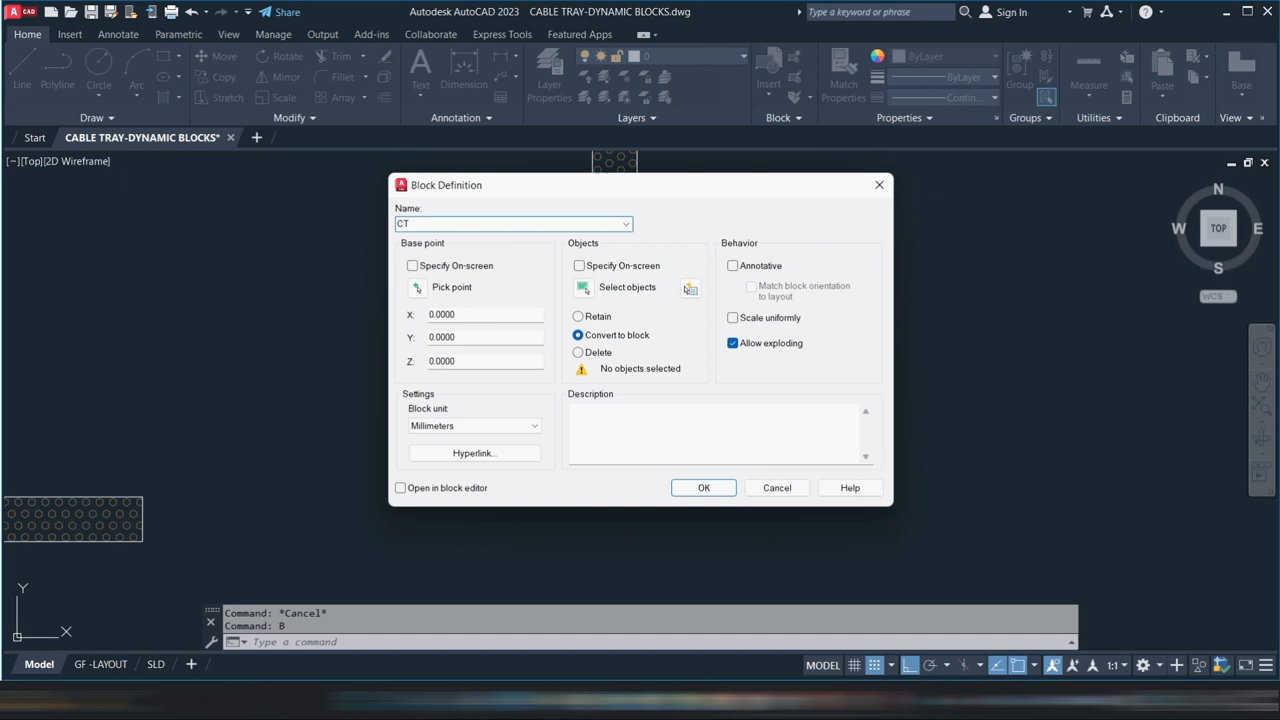 CAD
Share
Autodesk AutoCAD 2023 CABLE TRAY-DYNAMIC BLOCKS.dwg
Type a keyword or phrase
Sign In
Home Insert Annotate Parametric View Manage Output Add-ins Collaborate Express Tools Featured Apps
Line Polyline Circle Arc
Move Rotate Trim
Copy Mirror Fillet
Stretch Scale Array
Text Dimension
Layer Properties
0
Insert
Match Properties
ByLayer
ByLayer
Contin...
Group
Measure
Paste
Base
Draw Modify Annotation Layers Block Properties Groups Utilities Clipboard View
Start CABLE TRAY-DYNAMIC BLOCKS*
[−][Top][2D Wireframe]
N
W TOP E
S
WCS
Block Definition
Name:
CT
Base point
Specify On-screen
Pick point
X: 0.0000
Y: 0.0000
Z: 0.0000
Objects
Specify On-screen
Select objects
Retain
Convert to block
Delete
No objects selected
Behavior
Annotative
Match block orientation
to layout
Scale uniformly
Allow exploding
Settings
Block unit:
Millimeters
Hyperlink...
Description
Open in block editor
OK Cancel Help
Y
X
Command: *Cancel*
Command: B
Type a command
Model GF -LAYOUT SLD
MODEL
1:1